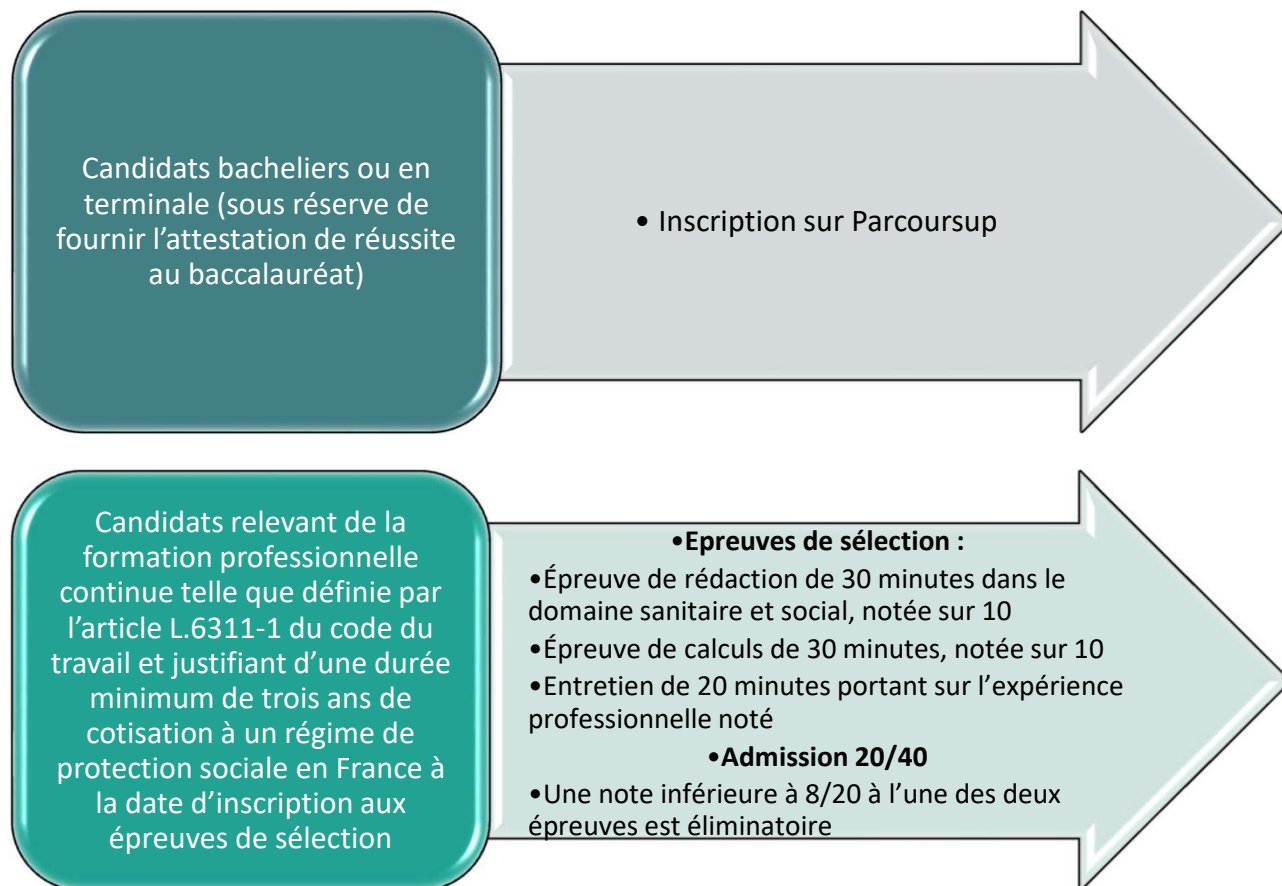 Candidats bacheliers ou en
terminale (sous réserve de
fournir l’attestation de réussite
au baccalauréat)
• Inscription sur Parcoursup
Candidats relevant de la
formation professionnelle
continue telle que définie par
l’article L.6311-1 du code du
travail et justifiant d’une durée
minimum de trois ans de
cotisation à un régime de
protection sociale en France à
la date d’inscription aux
épreuves de sélection
•Epreuves de sélection :
•Épreuve de rédaction de 30 minutes dans le
domaine sanitaire et social, notée sur 10
•Épreuve de calculs de 30 minutes, notée sur 10
•Entretien de 20 minutes portant sur l’expérience
professionnelle noté
•Admission 20/40
•Une note inférieure à 8/20 à l’une des deux
épreuves est éliminatoire